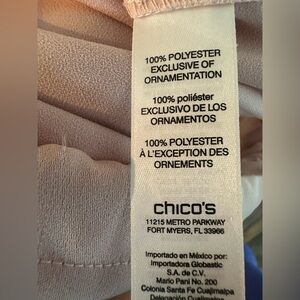 100% POLYESTER
EXCLUSIVE OF
ORNAMENTATION
100% poliéster
EXCLUSIVO DE LOS
ORNAMENTOS
100% POLYESTER
À L'EXCEPTION DES
ORNEMENTS
chico's
11215 METRO PARKWAY
FORT MYERS, FL 33966
Importado en México por:
Importadora Globastic
S.A. de C.V.
Mario Pani No. 200
Colonia Santa Fe Cuajimalpa
Delegación Cuajimalpa